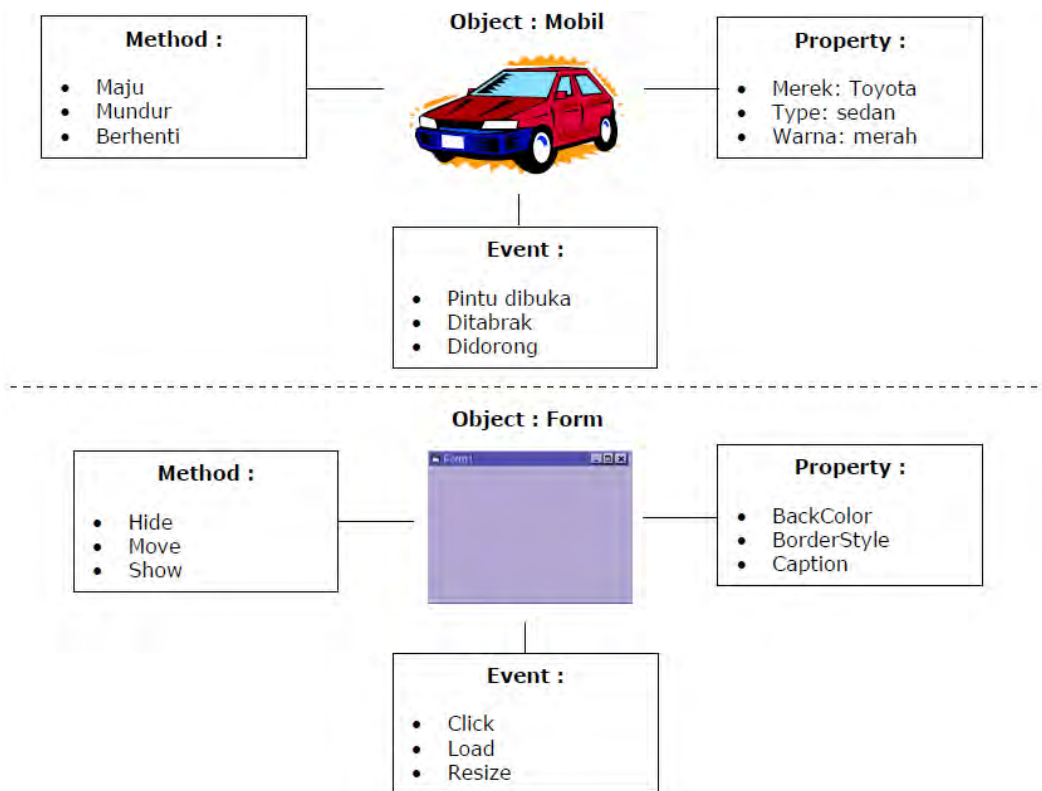 Object : Mobil
Method :
• Maju
• Mundur
• Berhenti
Property :
• Merek: Toyota
• Type: sedan
• Warna: merah
Event :
• Pintu dibuka
• Ditabrak
• Didorong
Object : Form
Method :
• Hide
• Move
• Show
Form1
Property :
• BackColor
• BorderStyle
• Caption
Event :
• Click
• Load
• Resize